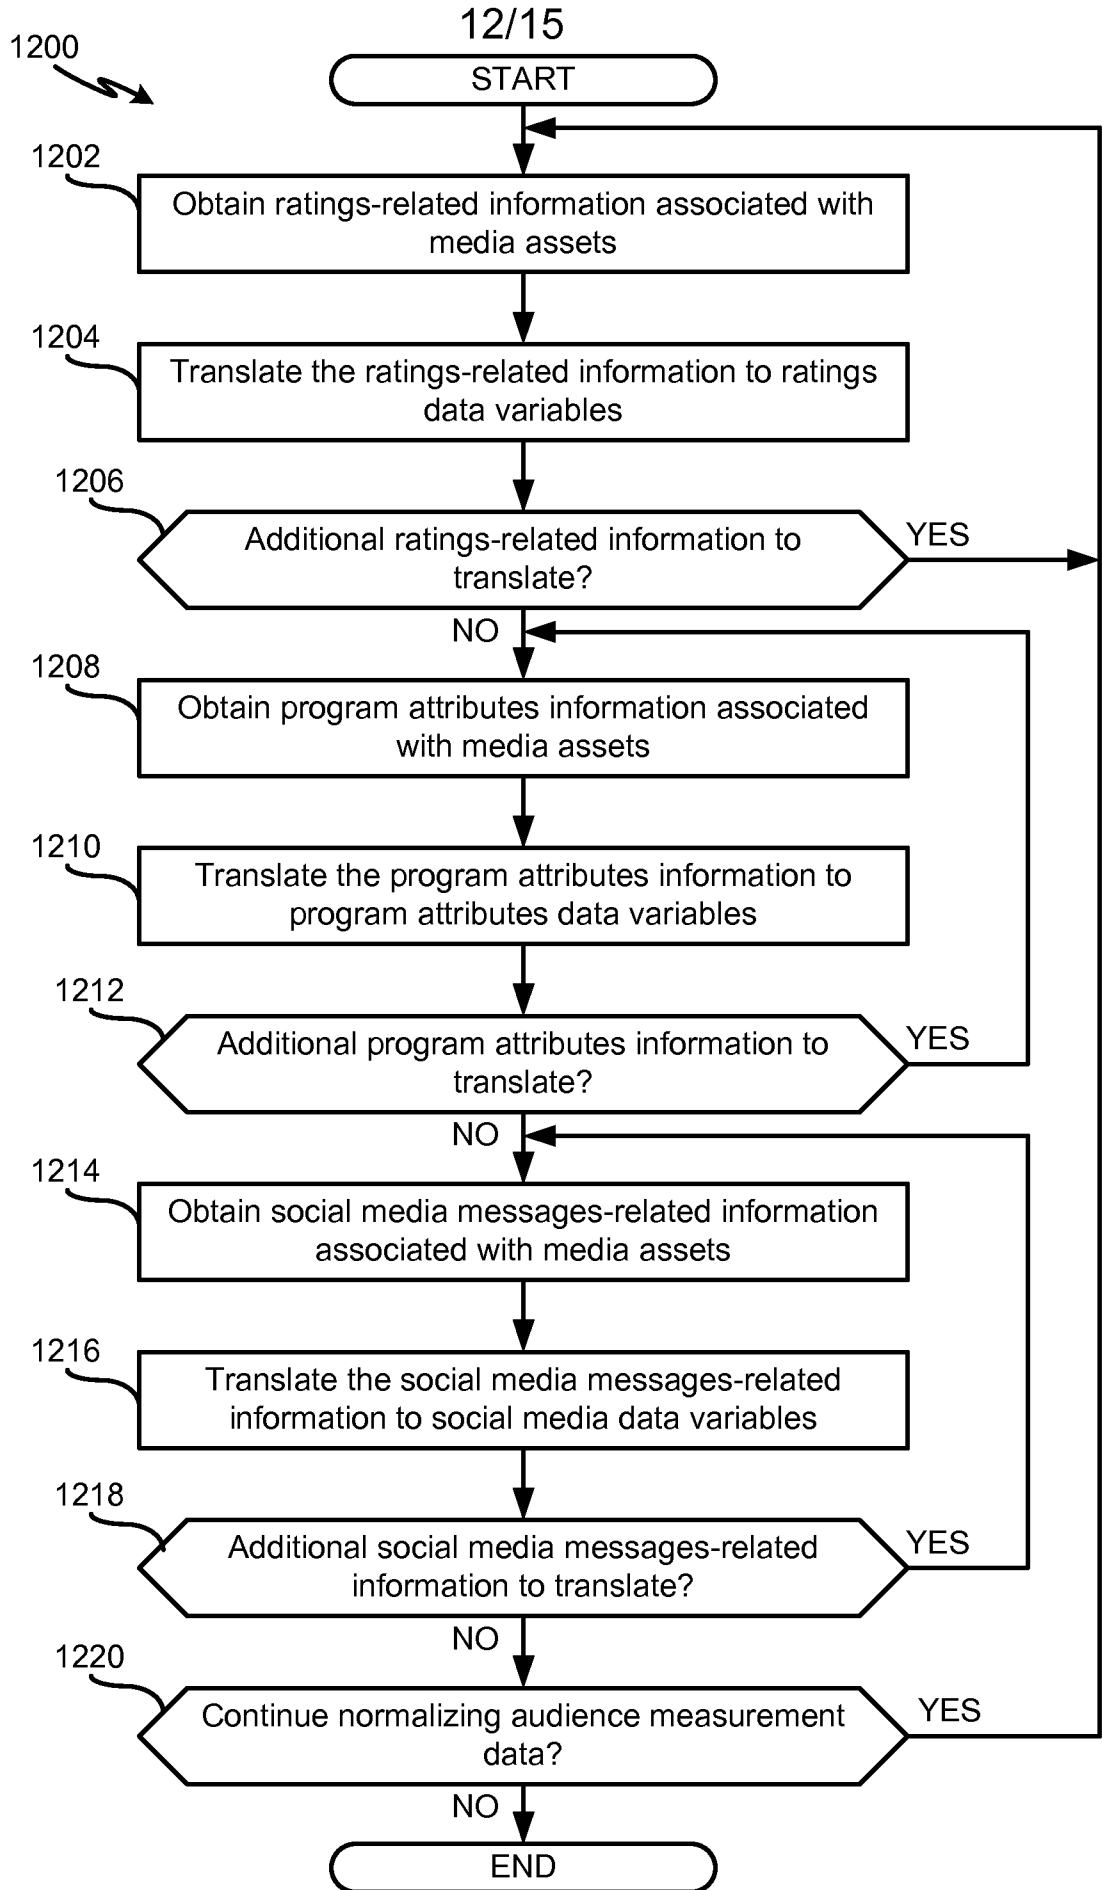 12/15
1200
START
1202
Obtain ratings-related information associated with
media assets
1204
Translate the ratings-related information to ratings
data variables
1206
Additional ratings-related information to
translate?
YES
NO
1208
Obtain program attributes information associated
with media assets
1210
Translate the program attributes information to
program attributes data variables
1212
Additional program attributes information to
translate?
YES
NO
1214
Obtain social media messages-related information
associated with media assets
1216
Translate the social media messages-related
information to social media data variables
1218
Additional social media messages-related
information to translate?
YES
NO
1220
Continue normalizing audience measurement
data?
YES
NO
END